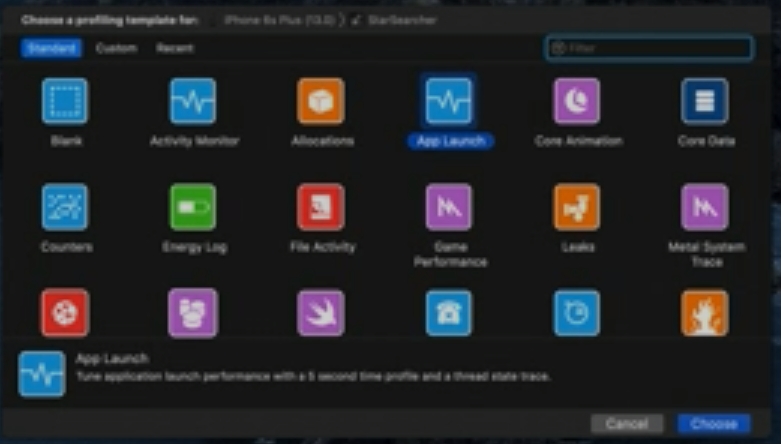 Choose a profiling template for: iPhone 6s Plus (13.0) StarSearcher
Standard Custom Recent
Filter
Blank Activity Monitor Allocations App Launch Core Animation Core Data
Counters Energy Log File Activity Game Performance Leaks Metal System Trace
App Launch
Tune application launch performance with a 5 second time profile and a thread state trace.
Cancel Choose